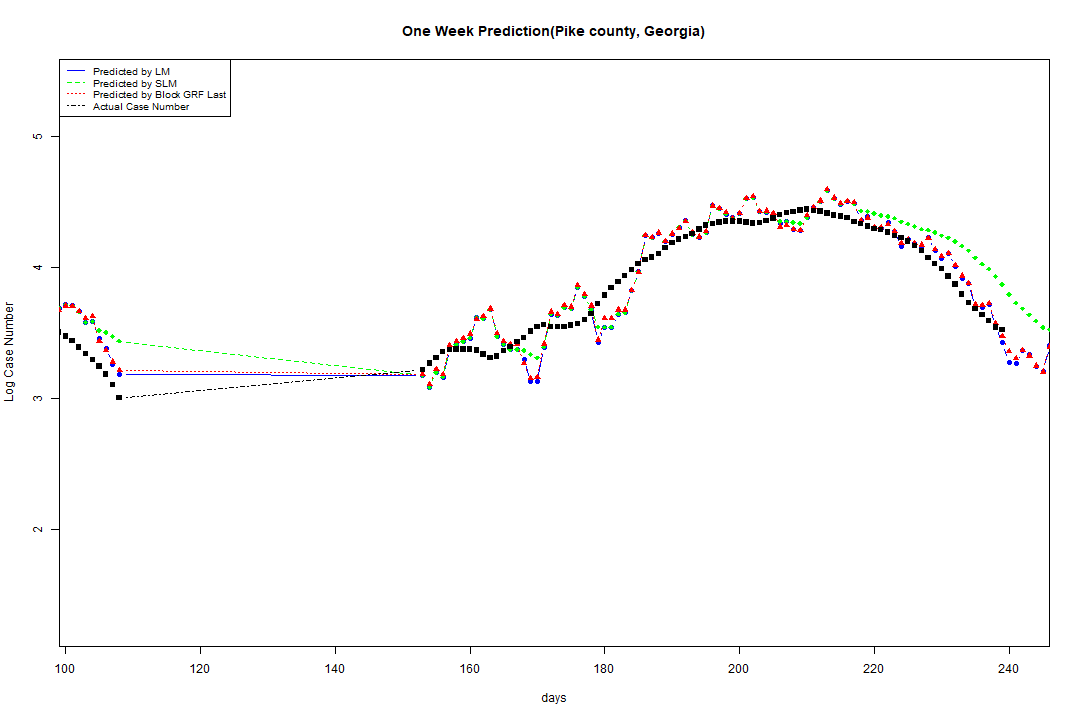 One Week Prediction(Pike county, Georgia)
Predicted by LM
Predicted by SLM
Predicted by Block GRF Last
Actual Case Number
5
4
3
2
Log Case Number
100 120 140 160 180 200 220 240
days